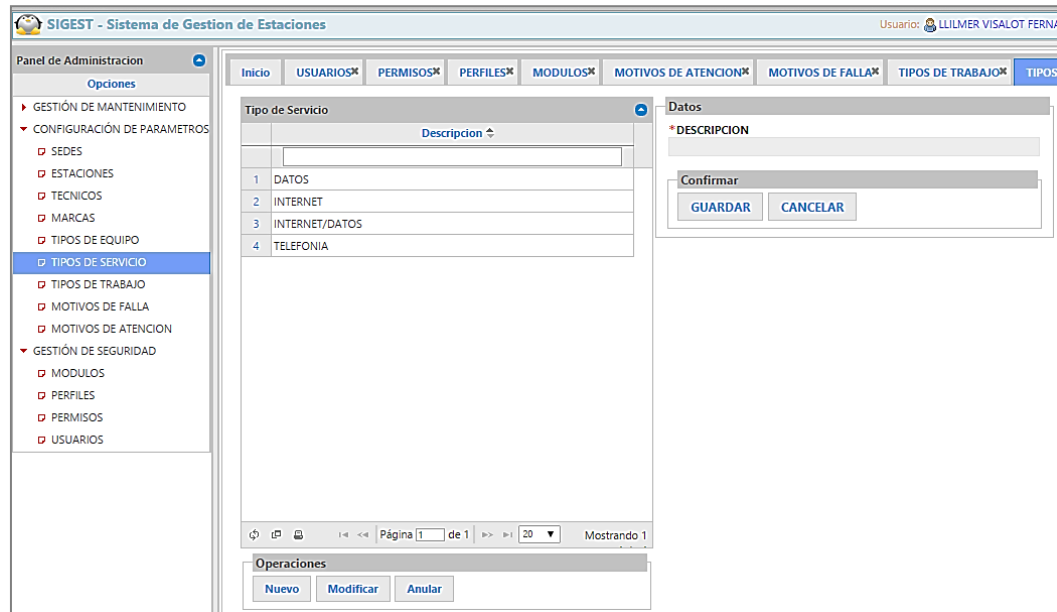 SIGEST - Sistema de Gestion de Estaciones
Usuario: LLILMER VISALOT FERNA
Panel de Administracion
Opciones
GESTIÓN DE MANTENIMIENTO
CONFIGURACIÓN DE PARAMETROS
SEDES
ESTACIONES
TECNICOS
MARCAS
TIPOS DE EQUIPO
TIPOS DE SERVICIO
TIPOS DE TRABAJO
MOTIVOS DE FALLA
MOTIVOS DE ATENCION
GESTIÓN DE SEGURIDAD
MODULOS
PERFILES
PERMISOS
USUARIOS
Inicio USUARIOS PERMISOS PERFILES MODULOS MOTIVOS DE ATENCION MOTIVOS DE FALLA TIPOS DE TRABAJO TIPOS
Tipo de Servicio
Descripcion
1 DATOS
2 INTERNET
3 INTERNET/DATOS
4 TELEFONIA
Página 1 de 1 20 Mostrando 1
Operaciones
Nuevo Modificar Anular
Datos
*DESCRIPCION
Confirmar
GUARDAR CANCELAR